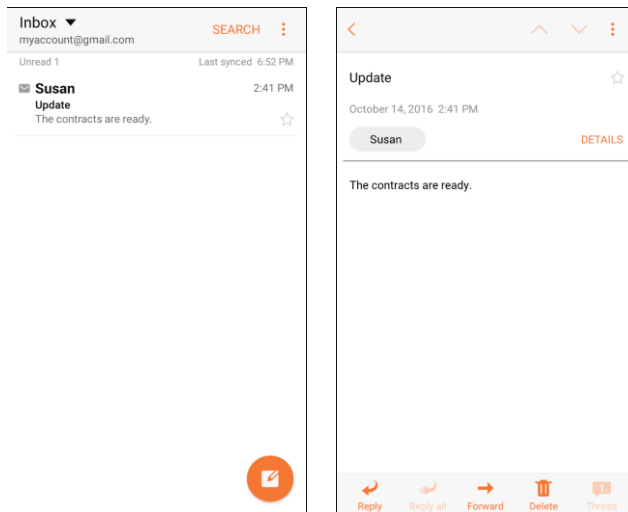 Inbox
SEARCH
myaccount@gmail.com
Unread 1 Last synced 6:52 PM
Susan 2:41 PM
Update
The contracts are ready.
Update
October 14, 2016 2:41 PM
Susan DETAILS
The contracts are ready.
1
Reply Reply all Forward Delete Thread